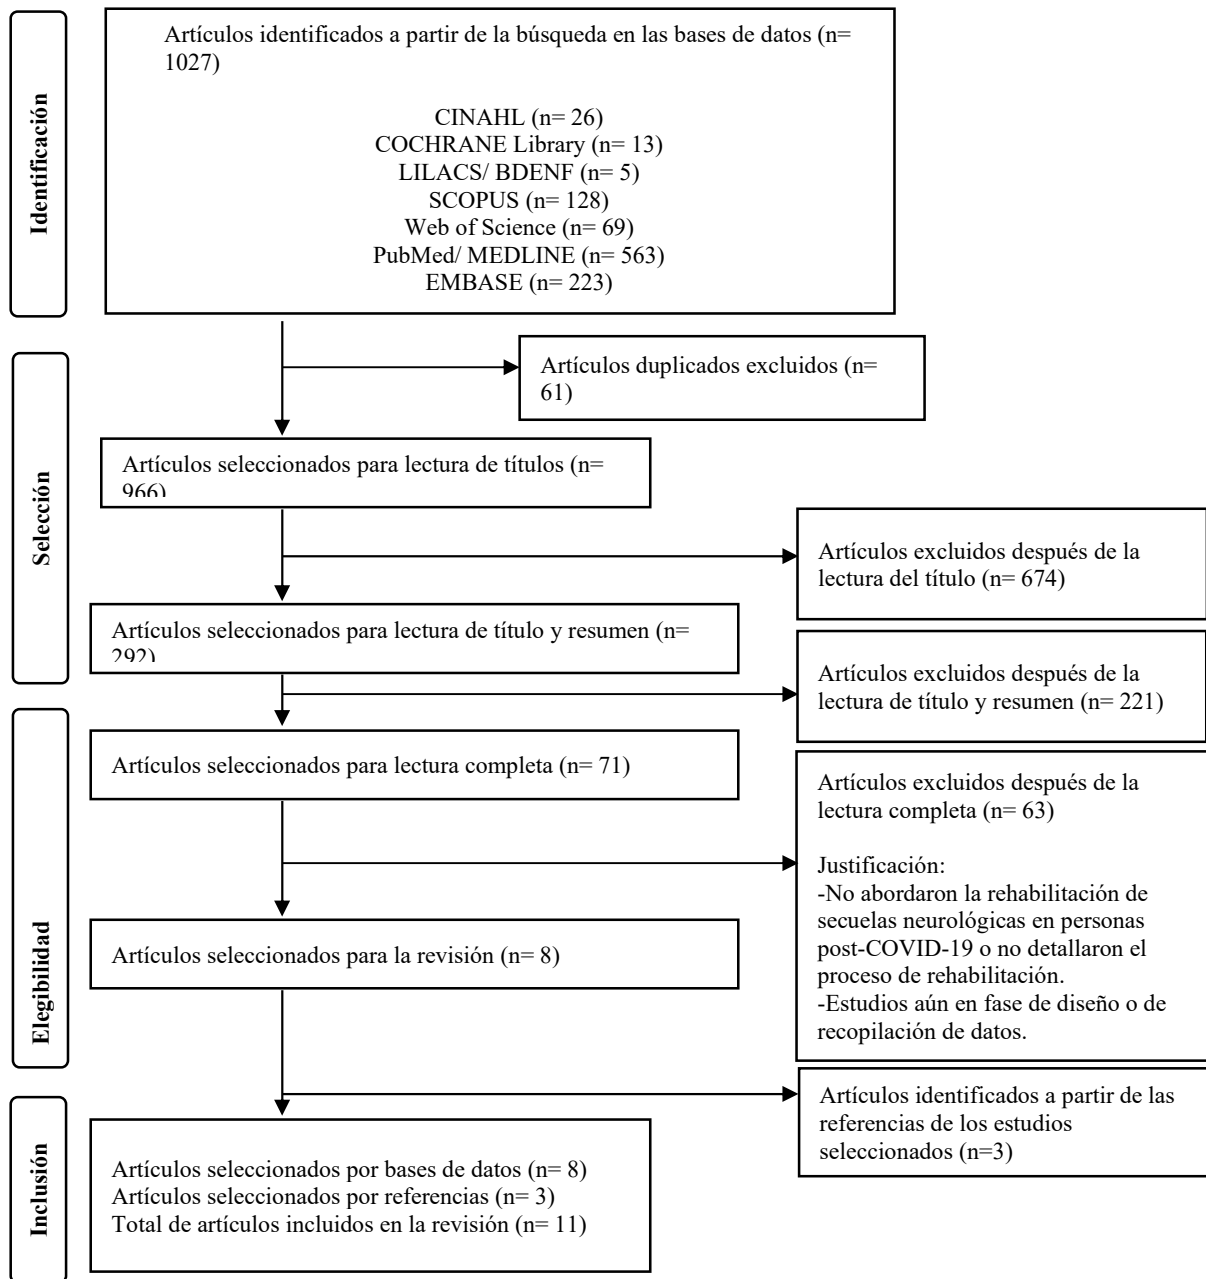 Identificación
Artículos identificados a partir de la búsqueda en las bases de datos (n=
1027)
CINAHL (n= 26)
COCHRANE Library (n= 13)
LILACS/ BDENF (n= 5)
SCOPUS (n= 128)
Web of Science (n= 69)
PubMed/ MEDLINE (n= 563)
EMBASE (n= 223)
Selección
Artículos duplicados excluidos (n=
61)
Artículos seleccionados para lectura de títulos (n=
966)
Artículos excluidos después de la
lectura del título (n= 674)
Artículos seleccionados para lectura de título y resumen (n=
292)
Artículos excluidos después de la
lectura de título y resumen (n= 221)
Elegibilidad
Artículos seleccionados para lectura completa (n= 71)
Artículos excluidos después de la
lectura completa (n= 63)
Justificación:
-No abordaron la rehabilitación de
secuelas neurológicas en personas
post-COVID-19 o no detallaron el
proceso de rehabilitación.
-Estudios aún en fase de diseño o de
recopilación de datos.
Artículos seleccionados para la revisión (n= 8)
Artículos identificados a partir de las
referencias de los estudios
seleccionados (n=3)
Inclusión
Artículos seleccionados por bases de datos (n= 8)
Artículos seleccionados por referencias (n= 3)
Total de artículos incluidos en la revisión (n= 11)